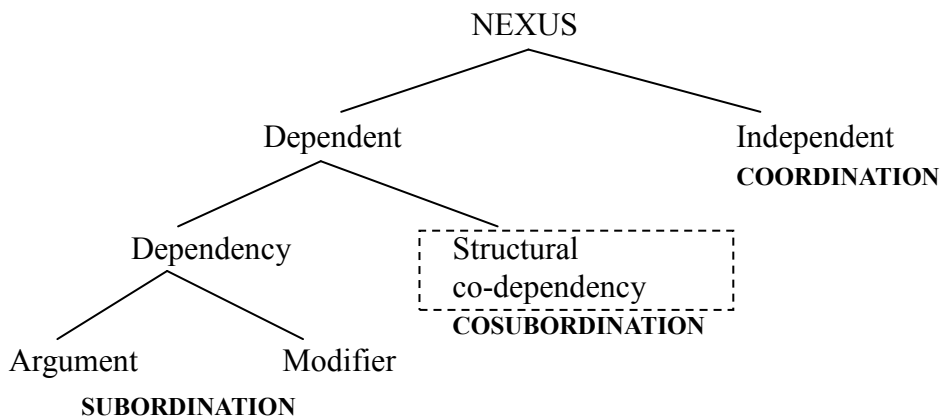 NEXUS
Dependent
Independent
COORDINATION
Dependency
Structural
co-dependency
COSUBORDINATION
Argument
Modifier
SUBORDINATION